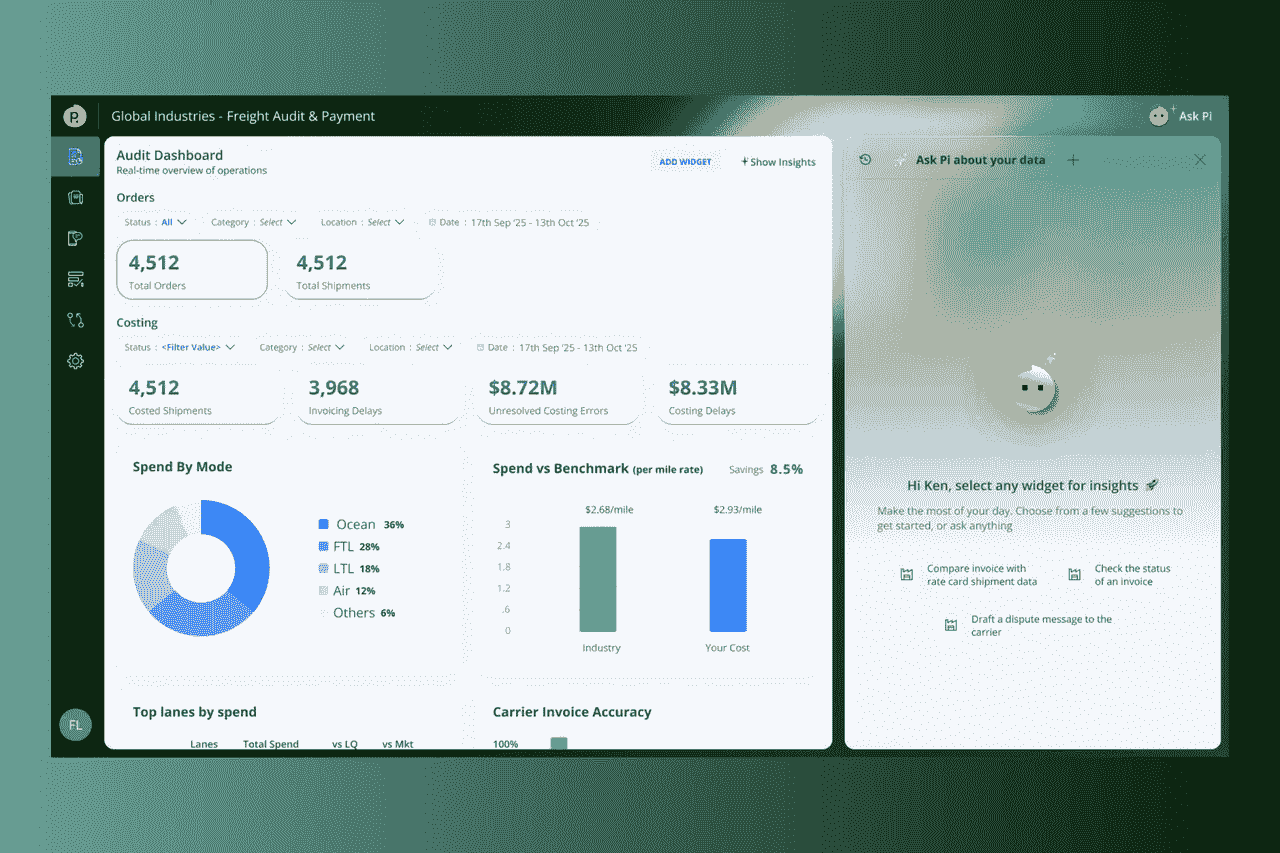 P.
Global Industries - Freight Audit & Payment
Ask Pi
Audit Dashboard
Real-time overview of operations
ADD WIDGET
Show Insights
Orders
Status : All
Category : Select
Location : Select
Date : 17th Sep '25 - 13th Oct '25
4,512
Total Orders
4,512
Total Shipments
Costing
Status : <Filter Value>
Category : Select
Location : Select
Date : 17th Sep '25 - 13th Oct '25
4,512
Costed Shipments
3,968
Invoicing Delays
$8.72M
Unresolved Costing Errors
$8.33M
Costing Delays
Spend By Mode
Ocean 36%
FTL 28%
LTL 18%
Air 12%
Others 6%
Spend vs Benchmark (per mile rate)
Savings 8.5%
$2.68/mile
$2.93/mile
3
2.4
1.8
1.2
.6
0
Industry
Your Cost
Top lanes by spend
Lanes Total Spend vs LQ vs Mkt
Carrier Invoice Accuracy
100%
FL
Ask Pi about your data
Hi Ken, select any widget for insights
Make the most of your day. Choose from a few suggestions to
get started, or ask anything
Compare invoice with
rate card shipment data
Check the status
of an invoice
Draft a dispute message to the
carrier